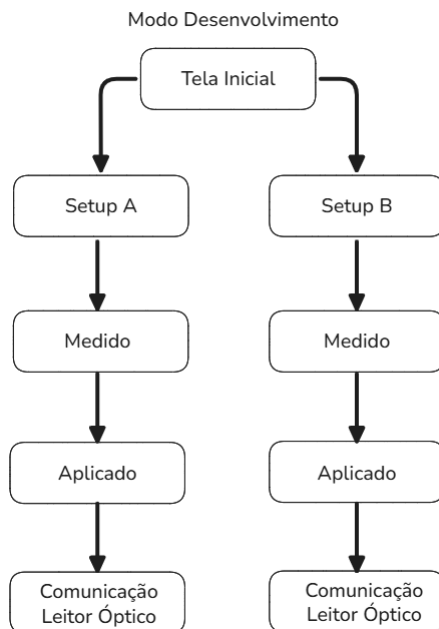 Modo Desenvolvimento
Tela Inicial
Setup A
Setup B
Medido
Medido
Aplicado
Aplicado
Comunicação
Leitor Óptico
Comunicação
Leitor Óptico